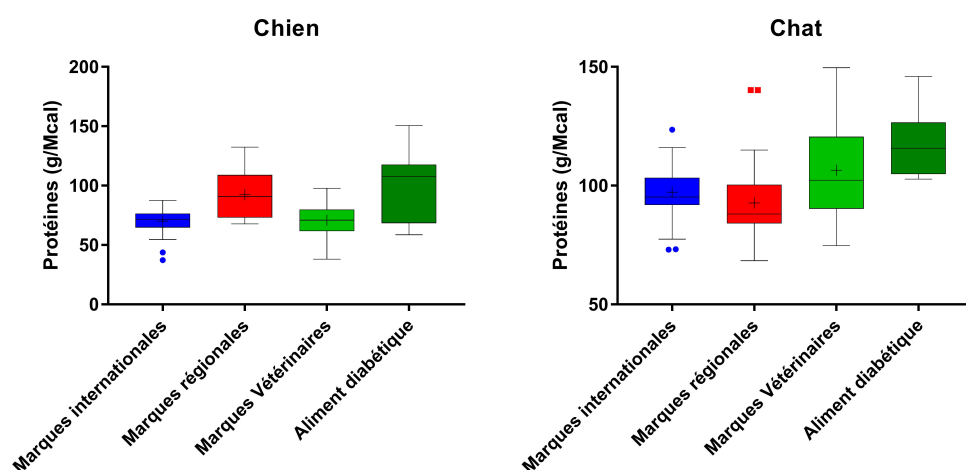 Chien
Protéines (g/Mcal)
200
150
100
50
0
Marques internationales
Marques régionales
Marques Vétérinaires
Aliment diabétique
Chat
Protéines (g/Mcal)
150
100
50
Marques internationales
Marques régionales
Marques Vétérinaires
Aliment diabétique